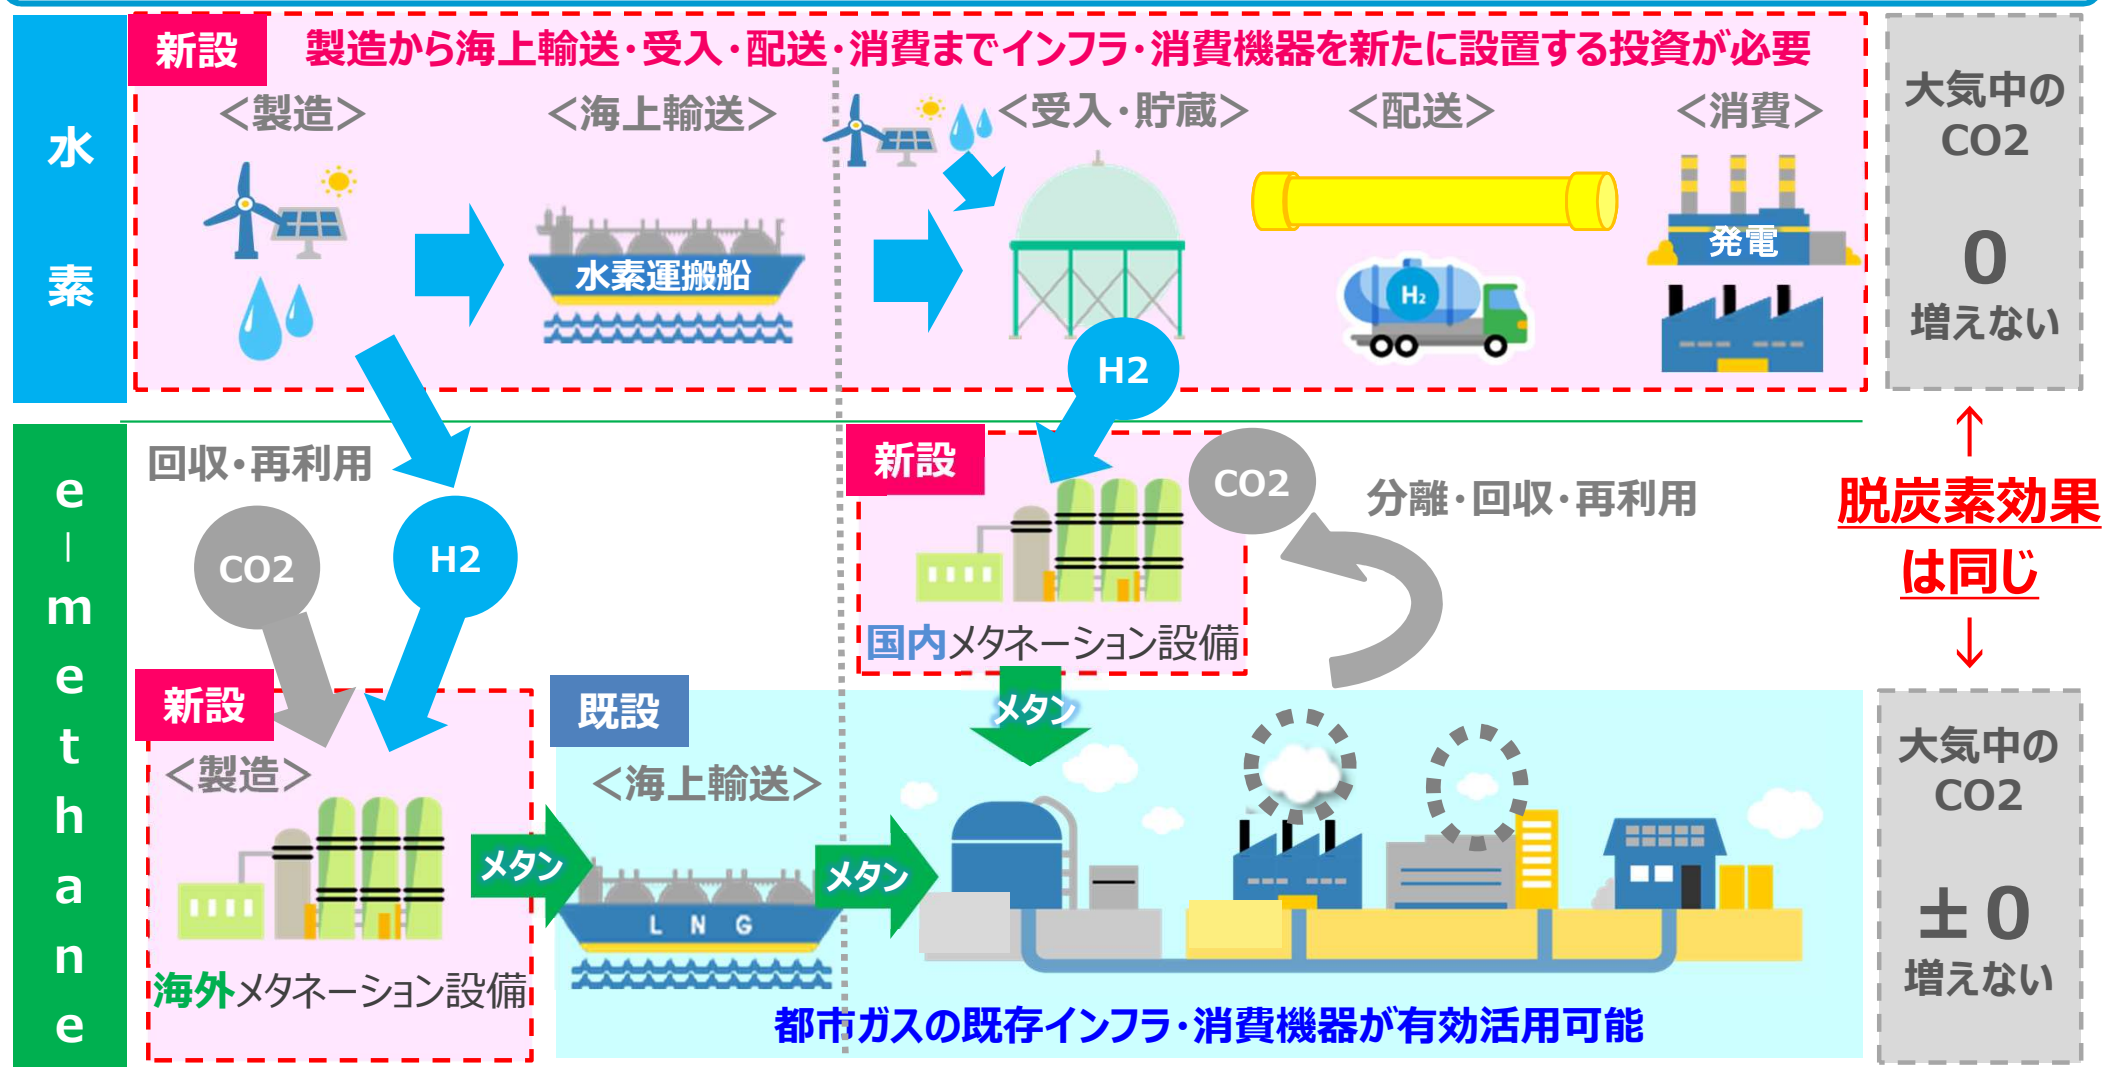 水素
新設
製造から海上輸送・受入・配送・消費までインフラ・消費機器を新たに設置する投資が必要
＜製造＞
＜海上輸送＞
＜受入・貯蔵＞
＜配送＞
＜消費＞
水素運搬船
H₂
発電
H2
大気中の
CO2
0
増えない
脱炭素効果
は同じ
e-methane
回収・再利用
CO2
H2
新設
＜製造＞
海外メタネーション設備
新設
国内メタネーション設備
CO2
分離・回収・再利用
メタン
既設
＜海上輸送＞
メタン
LNG
メタン
都市ガスの既存インフラ・消費機器が有効活用可能
大気中の
CO2
±0
増えない